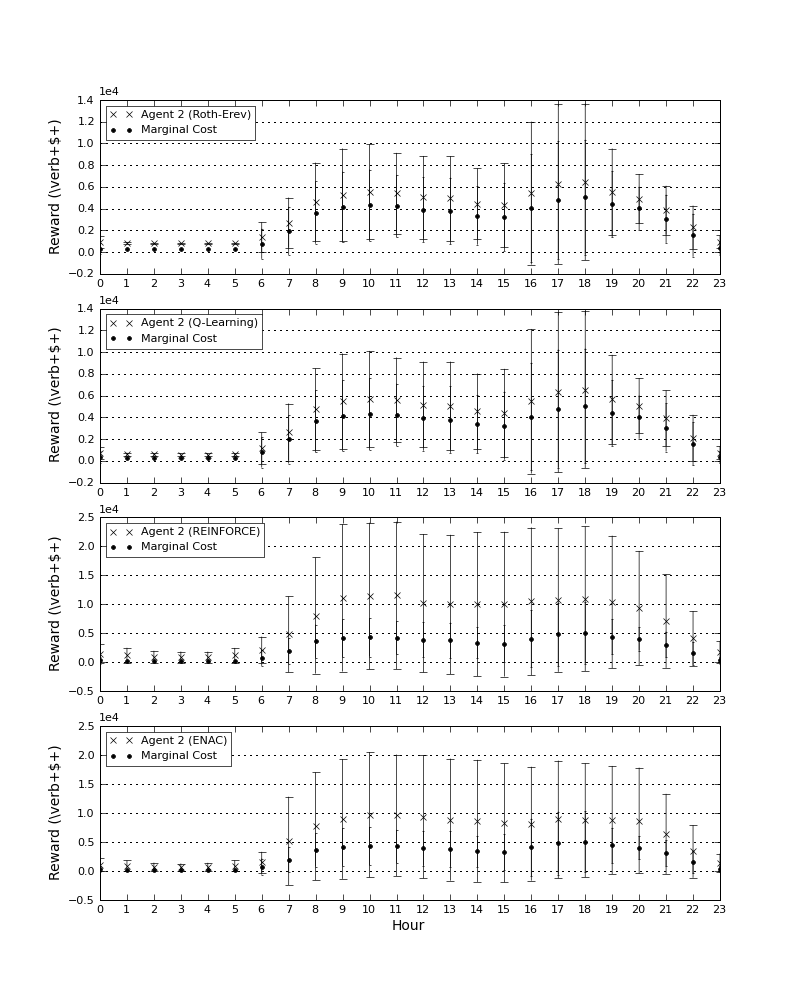 1e4
1.4
1.2
1.0
0.8
0.6
0.4
0.2
0.0
−0.2
Reward (\verb+$+)
Agent 2 (Roth-Erev)
Marginal Cost
0 1 2 3 4 5 6 7 8 9 10 11 12 13 14 15 16 17 18 19 20 21 22 23
1e4
1.4
1.2
1.0
0.8
0.6
0.4
0.2
0.0
−0.2
Reward (\verb+$+)
Agent 2 (Q-Learning)
Marginal Cost
0 1 2 3 4 5 6 7 8 9 10 11 12 13 14 15 16 17 18 19 20 21 22 23
1e4
2.5
2.0
1.5
1.0
0.5
0.0
−0.5
Reward (\verb+$+)
Agent 2 (REINFORCE)
Marginal Cost
0 1 2 3 4 5 6 7 8 9 10 11 12 13 14 15 16 17 18 19 20 21 22 23
1e4
2.5
2.0
1.5
1.0
0.5
0.0
−0.5
Reward (\verb+$+)
Agent 2 (ENAC)
Marginal Cost
0 1 2 3 4 5 6 7 8 9 10 11 12 13 14 15 16 17 18 19 20 21 22 23
Hour